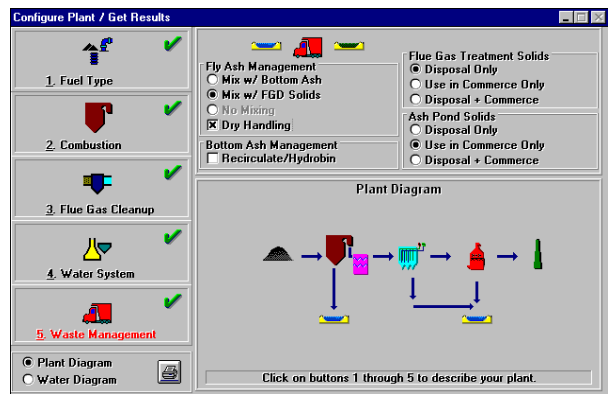 Configure Plant / Get Results
1. Fuel Type
2. Combustion
3. Flue Gas Cleanup
4. Water System
5. Waste Management
Plant Diagram
Water Diagram
Fly Ash Management
Mix w/ Bottom Ash
Mix w/ FGD Solids
No Mixing
Dry Handling
Bottom Ash Management
Recirculate/Hydrobin
Flue Gas Treatment Solids
Disposal Only
Use in Commerce Only
Disposal + Commerce
Ash Pond Solids
Disposal Only
Use in Commerce Only
Disposal + Commerce
Plant Diagram
Click on buttons 1 through 5 to describe your plant.